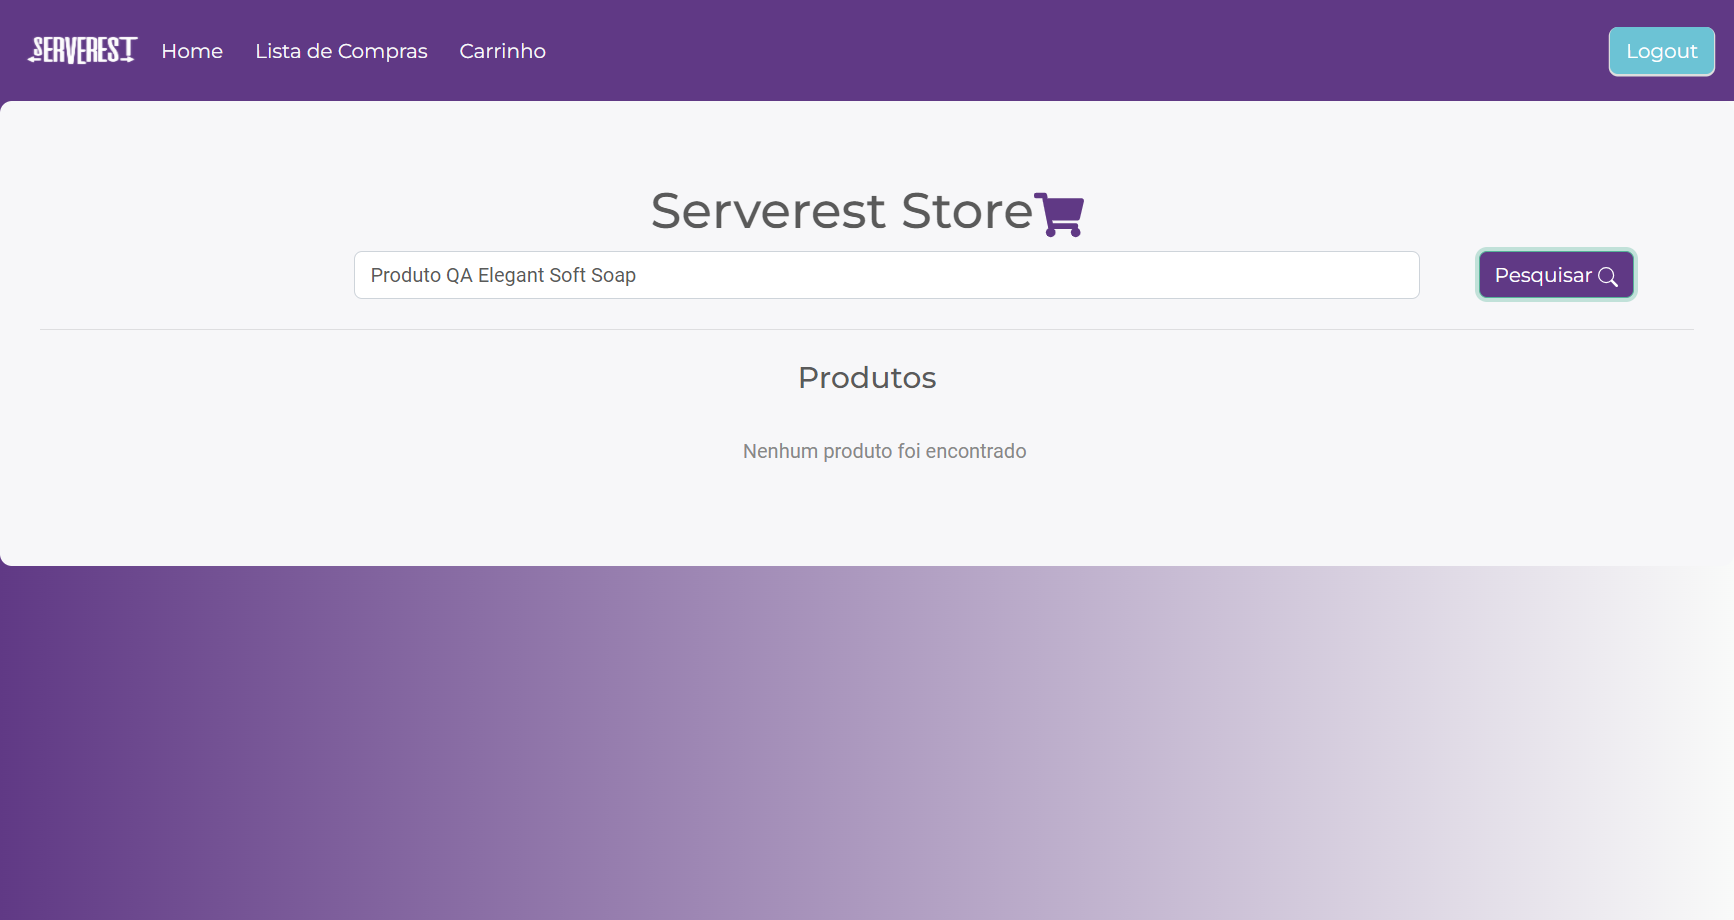 SERVEREST Home Lista de Compras Carrinho Logout
Serverest Store
Produto QA Elegant Soft Soap Pesquisar
Produtos
Nenhum produto foi encontrado